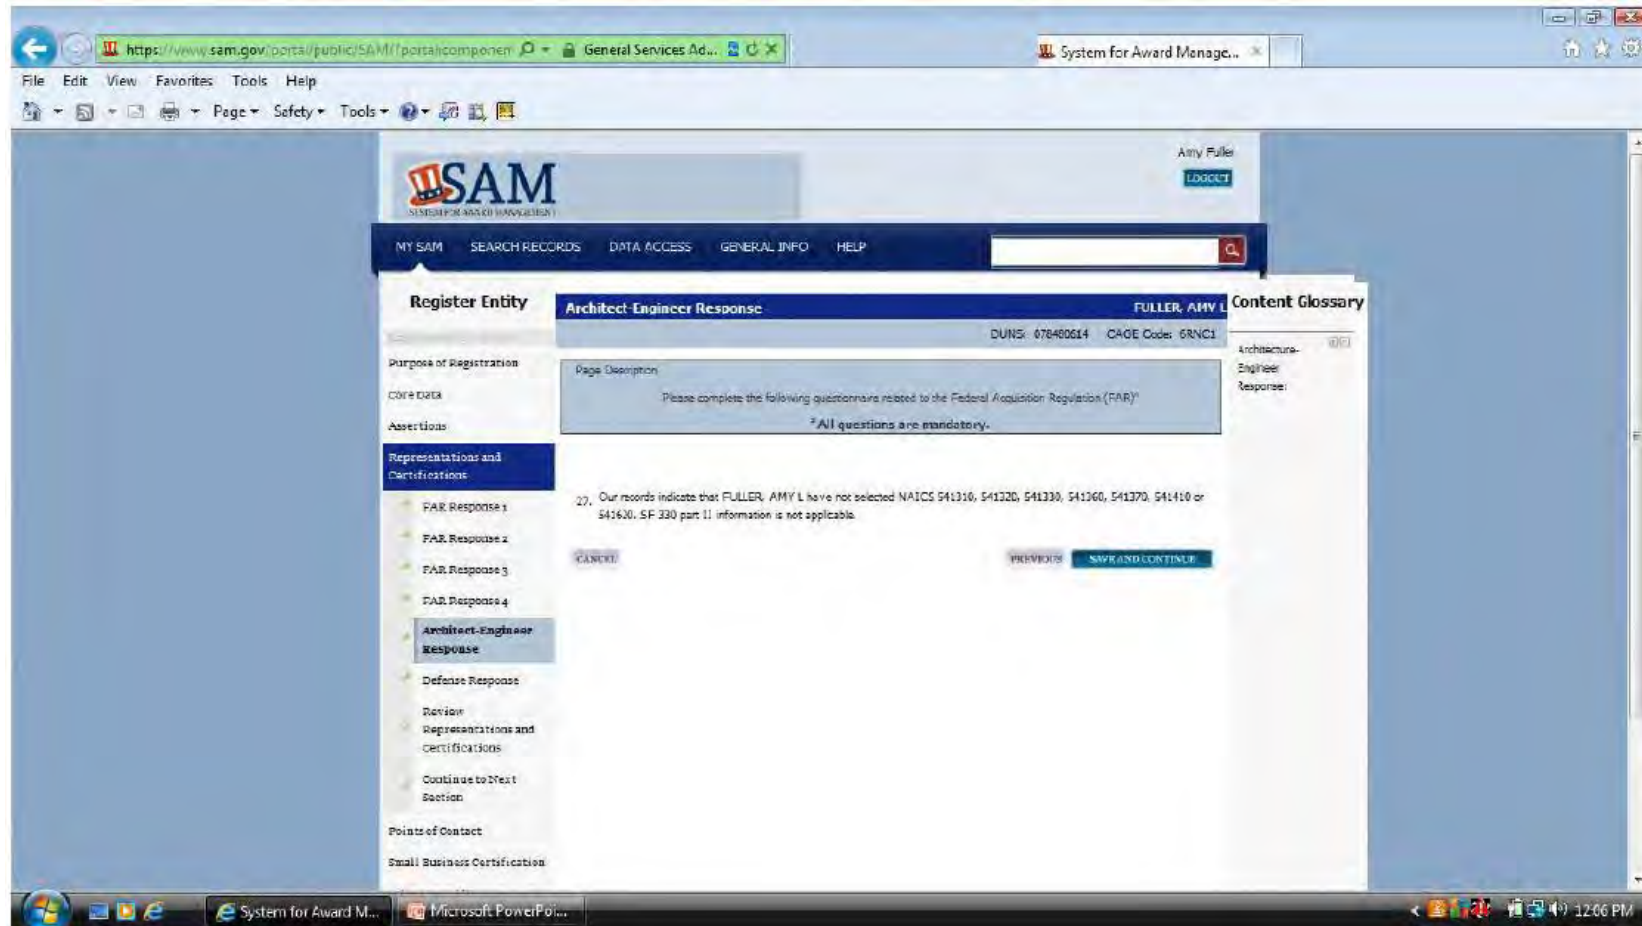 https://www.sam.gov/portal/public/SAM/?portal:componen
General Services Ad...
System for Award Manage...
File Edit View Favorites Tools Help
Page Safety Tools
Amy Fuller
LOGOUT
SAM
SYSTEM FOR AWARD MANAGEMENT
MY SAM SEARCH RECORDS DATA ACCESS GENERAL INFO HELP
Register Entity
Architect-Engineer Response FULLER, AMY L
Content Glossary
DUNS: 078480614 CAGE Code: 6RNC1
Architecture-
Engineer
Response:
Purpose of Registration
Core Data
Assertions
Representations and
Certifications
FAR Response 1
FAR Response 2
FAR Response 3
FAR Response 4
Architect-Engineer
Response
Defense Response
Review
Representations and
Certifications
Continue to Next
Section
Points of Contact
Small Business Certification
Page Description
Please complete the following questionnaire related to the Federal Acquisition Regulation (FAR)*
*All questions are mandatory.
27. Our records indicate that FULLER, AMY L have not selected NAICS 541310, 541320, 541330, 541360, 541370, 541410 or
541620. SF 330 part II information is not applicable.
CANCEL PREVIOUS SAVE AND CONTINUE
System for Award M...
Microsoft PowerPoi...
12:06 PM